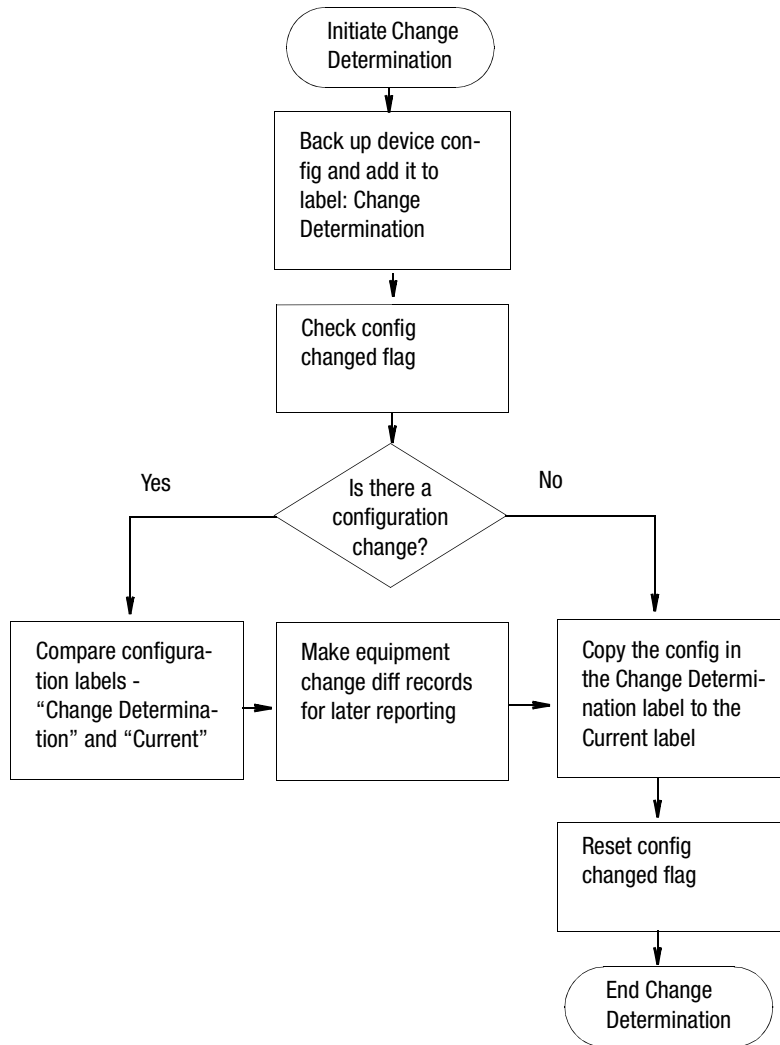 Initiate Change
Determination
Back up device con-
fig and add it to
label: Change
Determination
Check config
changed flag
Is there a
configuration
change?
Yes
No
Compare configura-
tion labels -
“Change Determina-
tion” and “Current”
Make equipment
change diff records
for later reporting
Copy the config in
the Change Determi-
nation label to the
Current label
Reset config
changed flag
End Change
Determination